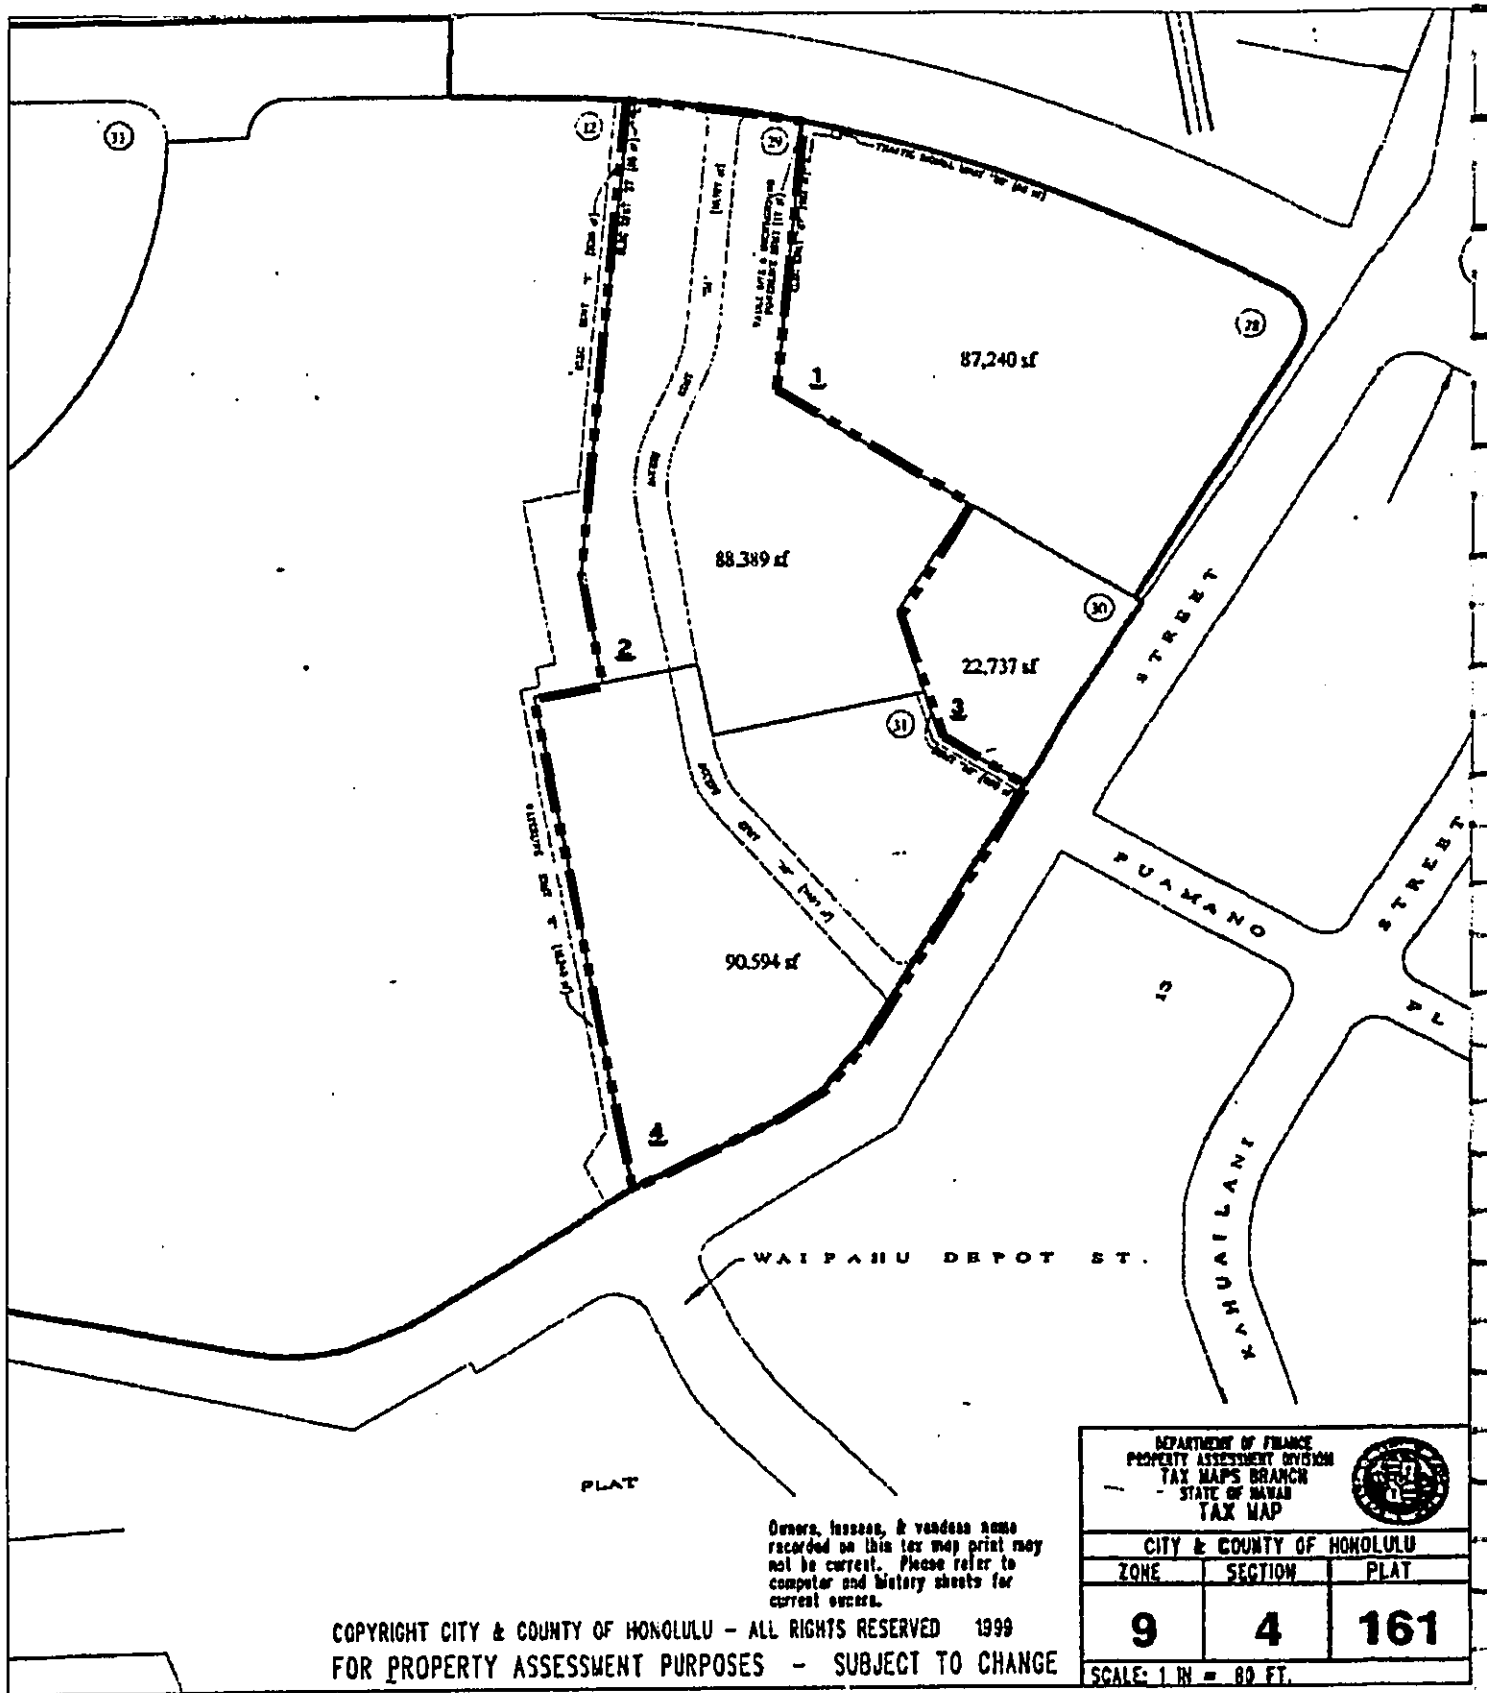 33
32
29
TRAFFIC SIGNAL
28
87,240 sf
1
88,389 sf
30
STREET
2
22,737 sf
3
31
PUAMANO
STREET
90,594 sf
PL
4
KAHUAILANI
WAIPAHU DEPOT ST.
PLAT
DEPARTMENT OF FINANCE
PROPERTY ASSESSMENT DIVISION
TAX MAPS BRANCH
STATE OF HAWAII
TAX MAP
CITY & COUNTY OF HONOLULU
ZONE SECTION PLAT
9 4 161
SCALE: 1 IN = 80 FT.
Owners, lessees, & vendees name
recorded on this tax map print may
not be current. Please refer to
computer and history sheets for
current owners.
COPYRIGHT CITY & COUNTY OF HONOLULU - ALL RIGHTS RESERVED 1999
FOR PROPERTY ASSESSMENT PURPOSES - SUBJECT TO CHANGE